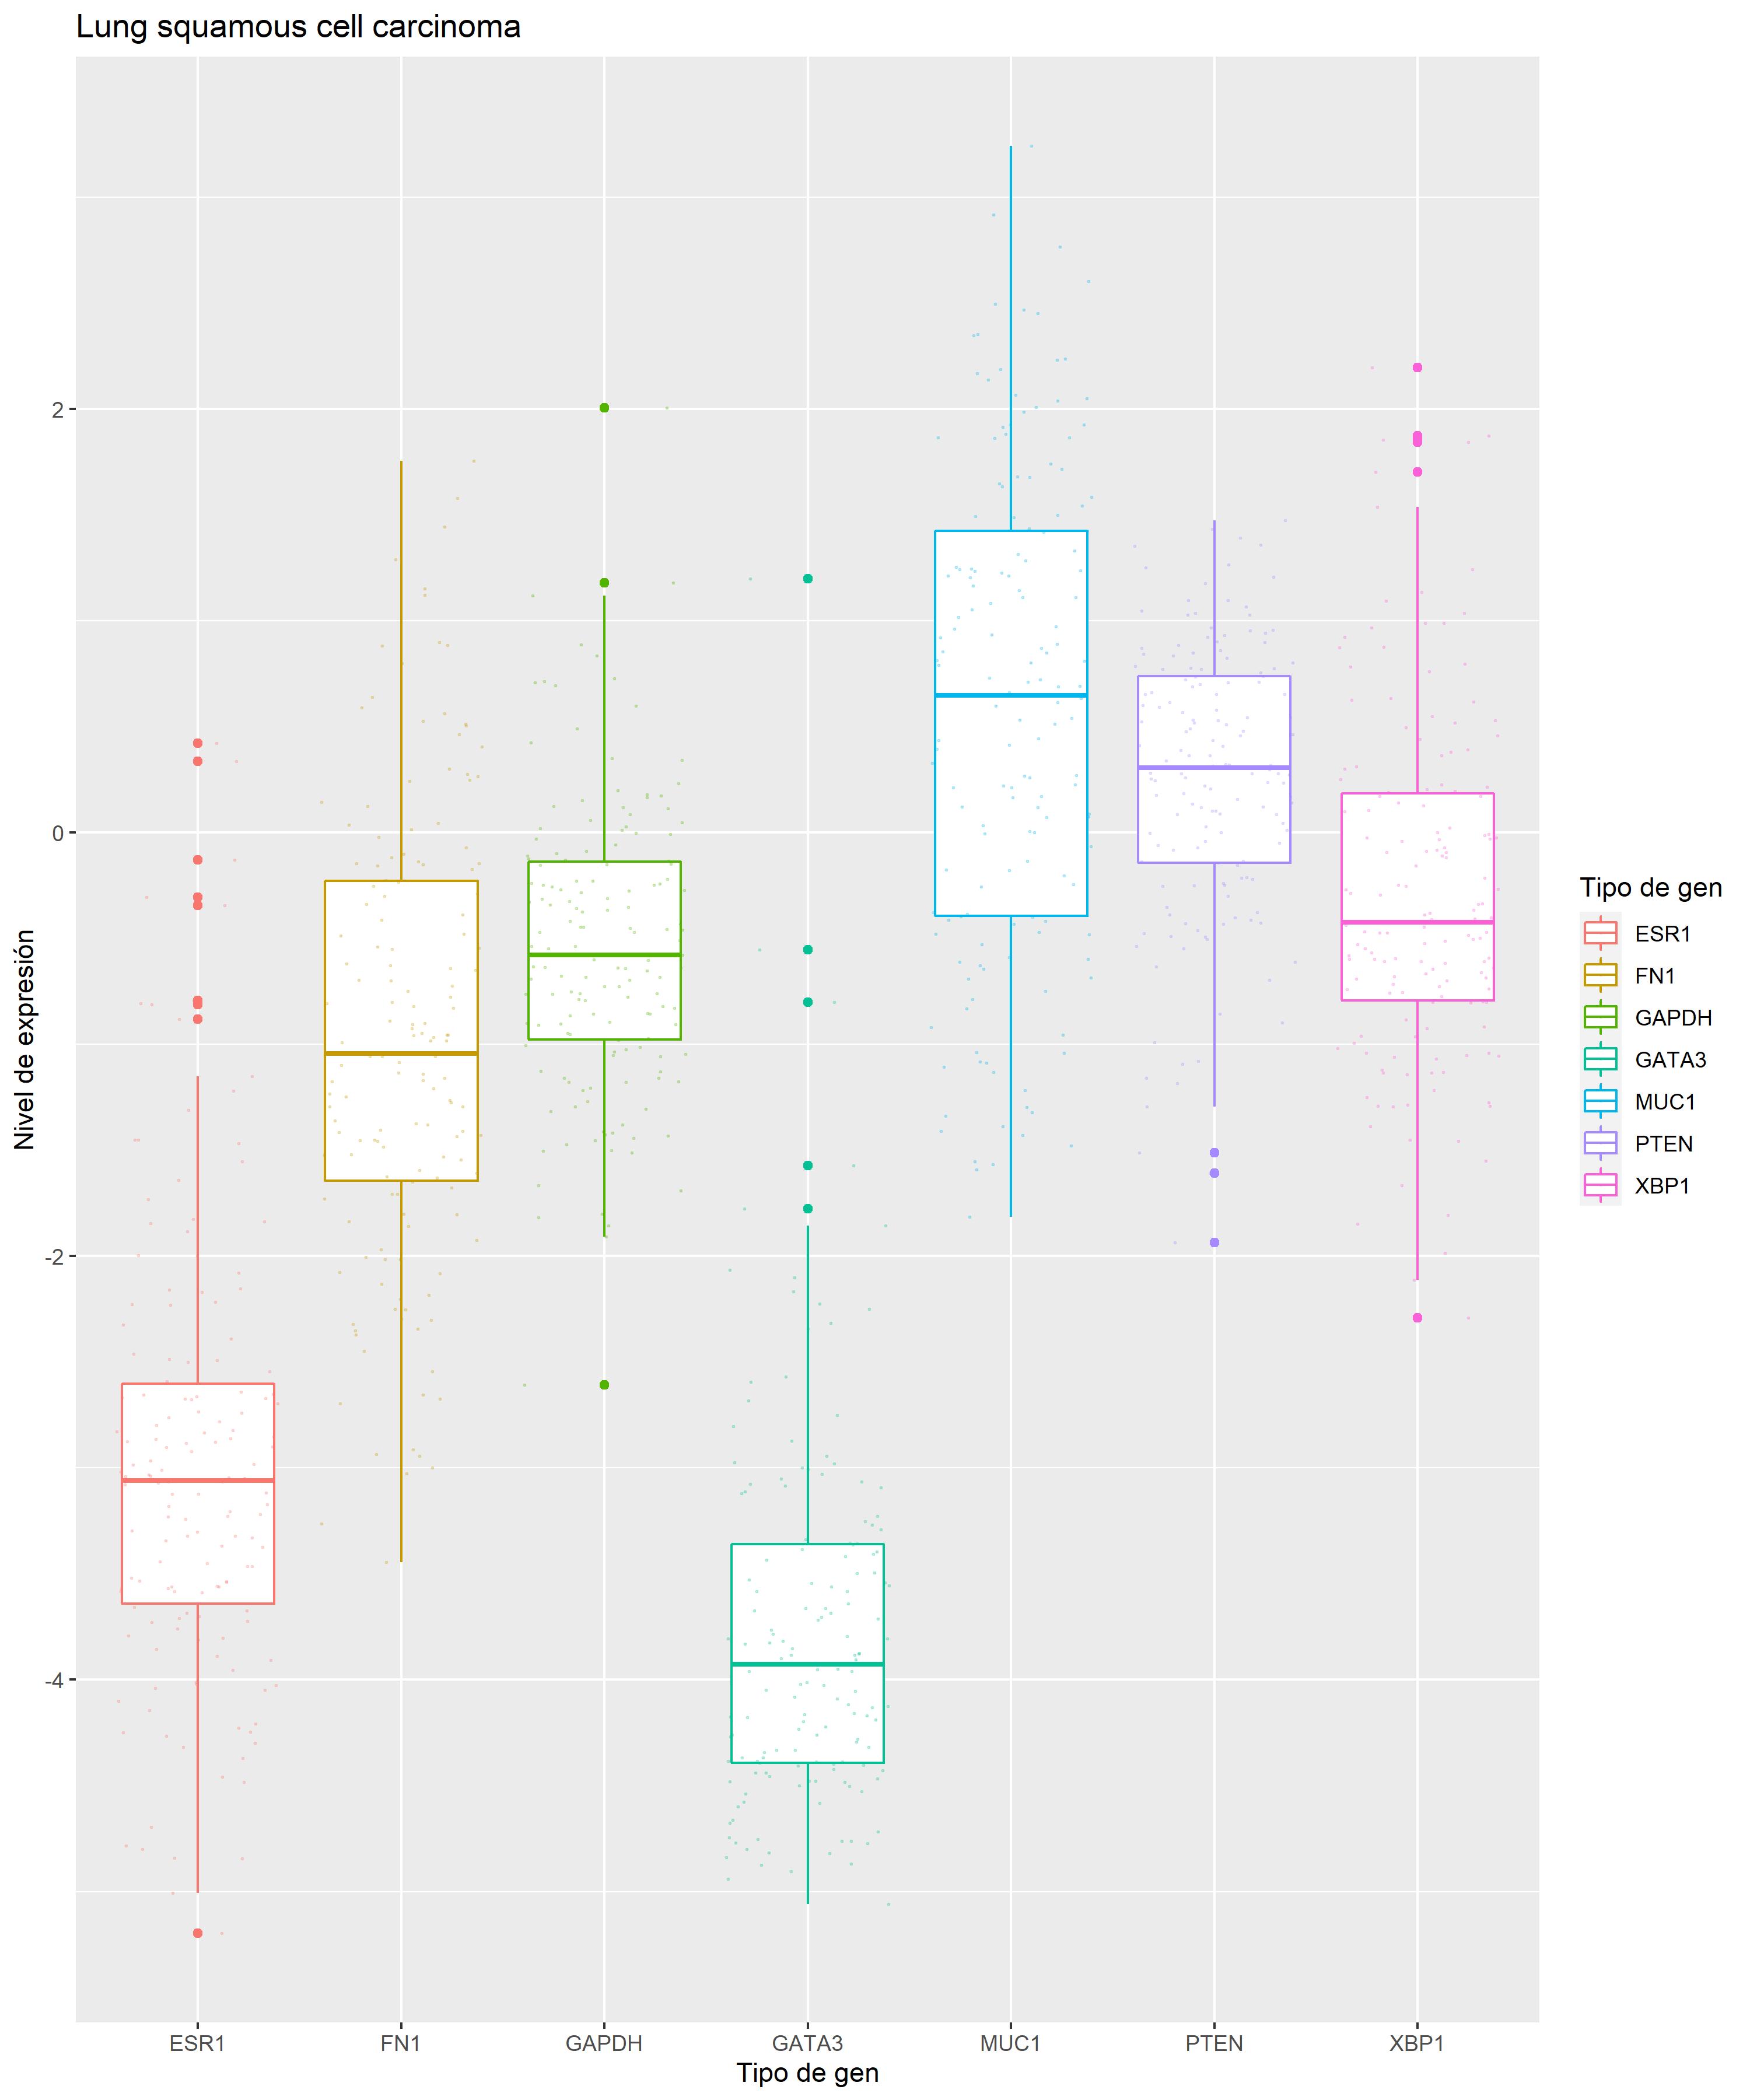 Lung squamous cell carcinoma
Nivel de expresión
2
0
-2
-4
ESR1 FN1 GAPDH GATA3 MUC1 PTEN XBP1
Tipo de gen
Tipo de gen
ESR1
FN1
GAPDH
GATA3
MUC1
PTEN
XBP1